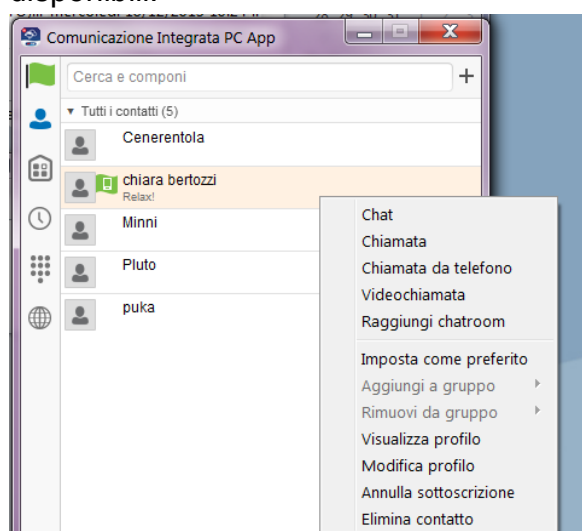 Comunicazione Integrata PC App
Cerca e componi
Tutti i contatti (5)
Cenerentola
chiara bertozzi
Relax!
Minni
Pluto
puka
Chat
Chiamata
Chiamata da telefono
Videochiamata
Raggiungi chatroom
Imposta come preferito
Aggiungi a gruppo
Rimuovi da gruppo
Visualizza profilo
Modifica profilo
Annulla sottoscrizione
Elimina contatto